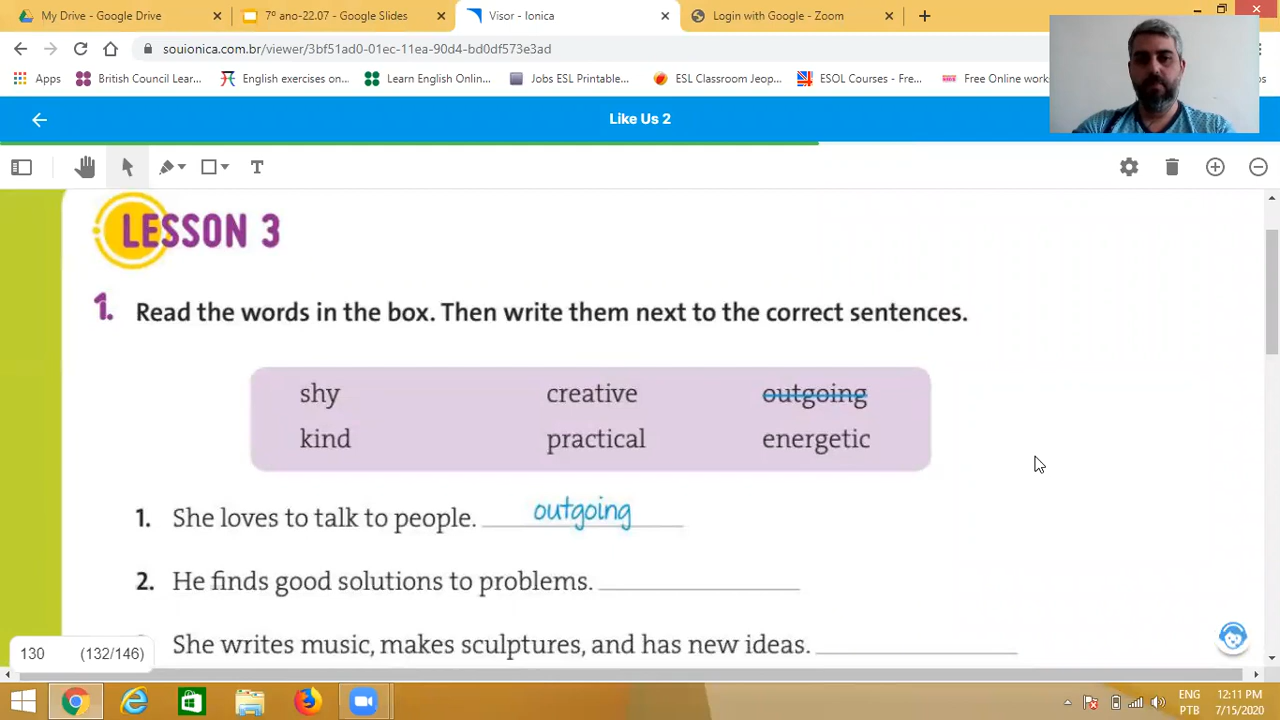 My Drive - Google Drive
7º ano-22.07 - Google Slides
Visor - Ionica
Login with Google - Zoom
souionica.com.br/viewer/3bf51ad0-01ec-11ea-90d4-bd0df573e3ad
Apps
British Council Lear...
English exercises on...
Learn English Onlin...
Jobs ESL Printable...
ESL Classroom Jeop...
ESOL Courses - Fre...
Free Online works
Like Us 2
T
LESSON 3
1. Read the words in the box. Then write them next to the correct sentences.
shy creative outgoing
kind practical energetic
1. She loves to talk to people. outgoing
2. He finds good solutions to problems.
She writes music, makes sculptures, and has new ideas.
130 (132/146)
ENG 12:11 PM
PTB 7/15/2020